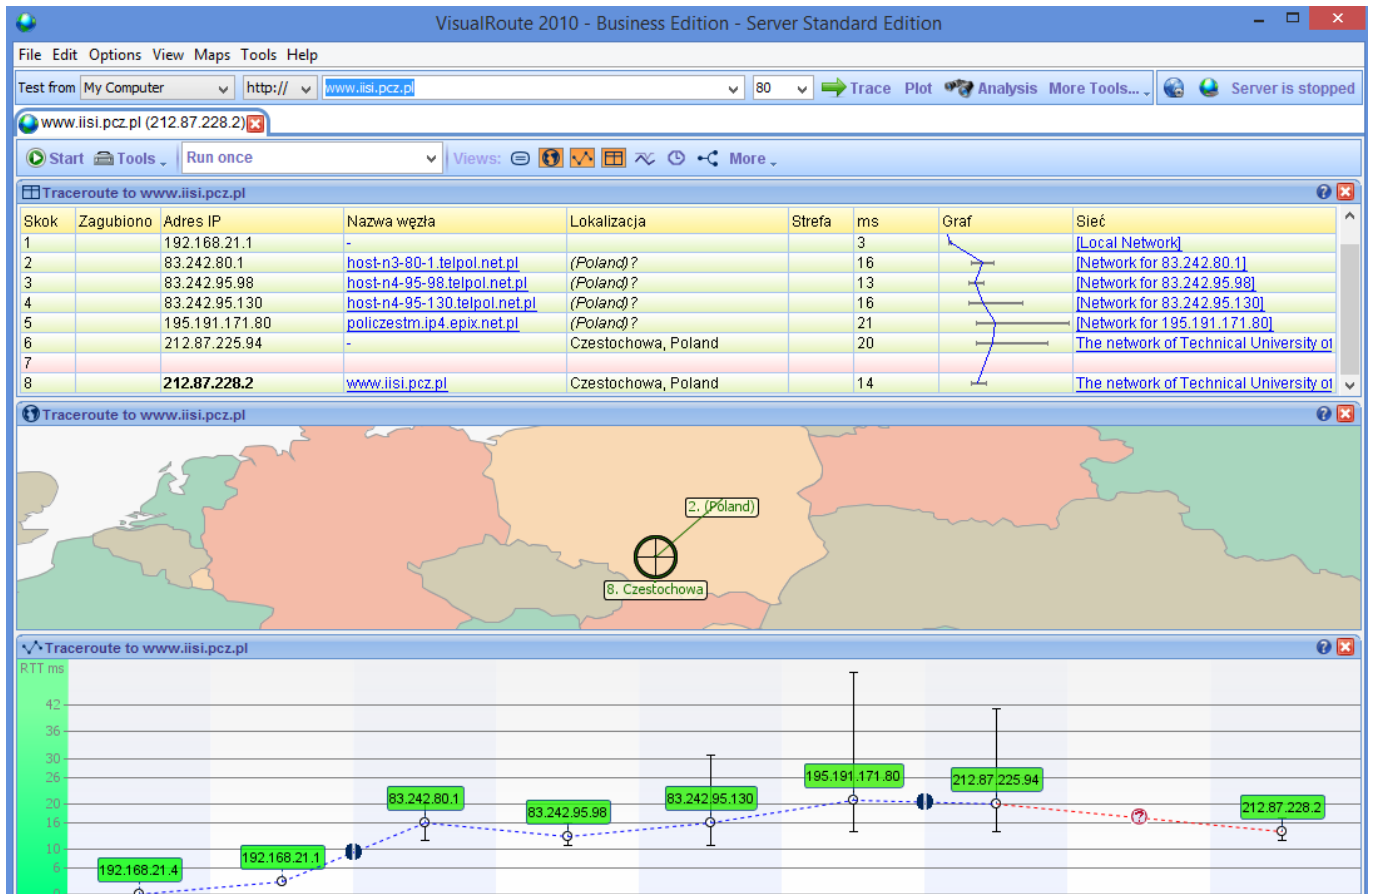 VisualRoute 2010 - Business Edition - Server Standard Edition
File Edit Options View Maps Tools Help
Test from My Computer http:// www.iisi.pcz.pl 80 Trace Plot Analysis More Tools... Server is stopped
www.iisi.pcz.pl (212.87.228.2)
Start Tools Run once Views: More
Traceroute to www.iisi.pcz.pl
Skok Zagubiono Adres IP Nazwa węzła Lokalizacja Strefa ms Graf Sieć
1 192.168.21.1 - 3 [Local Network]
2 83.242.80.1 host-n3-80-1.telpol.net.pl (Poland)? 16 [Network for 83.242.80.1]
3 83.242.95.98 host-n4-95-98.telpol.net.pl (Poland)? 13 [Network for 83.242.95.98]
4 83.242.95.130 host-n4-95-130.telpol.net.pl (Poland)? 16 [Network for 83.242.95.130]
5 195.191.171.80 policzestm.ip4.epix.net.pl (Poland)? 21 [Network for 195.191.171.80]
6 212.87.225.94 - Czestochowa, Poland 20 The network of Technical University of
7
8 212.87.228.2 www.iisi.pcz.pl Czestochowa, Poland 14 The network of Technical University of
Traceroute to www.iisi.pcz.pl
2. (Poland)
8. Czestochowa
Traceroute to www.iisi.pcz.pl
RTT ms
42
36
30
26
20
16
10
6
0
192.168.21.4
192.168.21.1
83.242.80.1
83.242.95.98
83.242.95.130
195.191.171.80
212.87.225.94
?
212.87.228.2